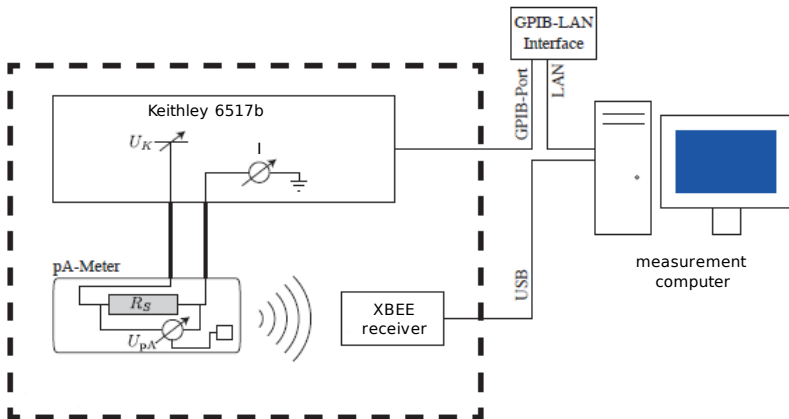 GPIB-LAN
Interface
GPIB-Port
LAN
Keithley 6517b
U_K
I
pA-Meter
R_S
U_pA
XBEE
receiver
USB
measurement
computer